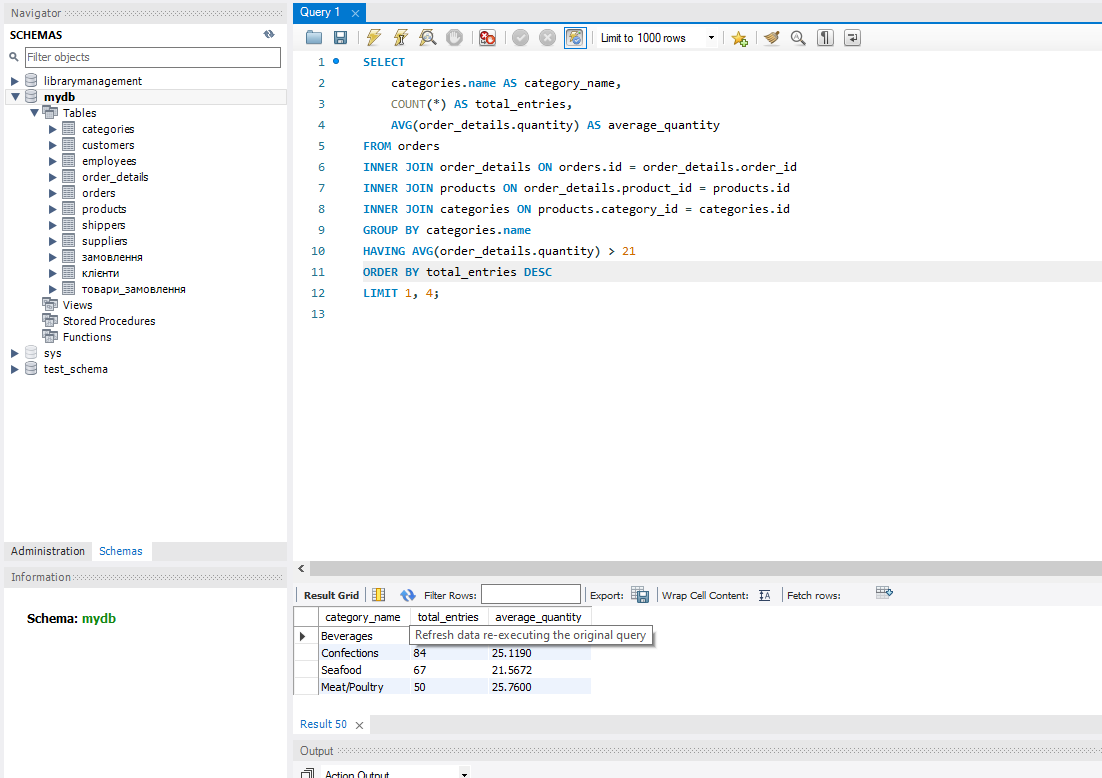 Navigator
SCHEMAS
Filter objects
librarymanagement
mydb
Tables
categories
customers
employees
order_details
orders
products
shippers
suppliers
замовлення
клієнти
товари_замовлення
Views
Stored Procedures
Functions
sys
test_schema
Administration Schemas
Information
Schema: mydb
Query 1
Limit to 1000 rows
1 SELECT
2 categories.name AS category_name,
3 COUNT(*) AS total_entries,
4 AVG(order_details.quantity) AS average_quantity
5 FROM orders
6 INNER JOIN order_details ON orders.id = order_details.order_id
7 INNER JOIN products ON order_details.product_id = products.id
8 INNER JOIN categories ON products.category_id = categories.id
9 GROUP BY categories.name
10 HAVING AVG(order_details.quantity) > 21
11 ORDER BY total_entries DESC
12 LIMIT 1, 4;
13
Result Grid Filter Rows: Export: Wrap Cell Content: Fetch rows:
category_name total_entries average_quantity
Beverages
Refresh data re-executing the original query
Confections 84 25.1190
Seafood 67 21.5672
Meat/Poultry 50 25.7600
Result 50
Output
Action Output